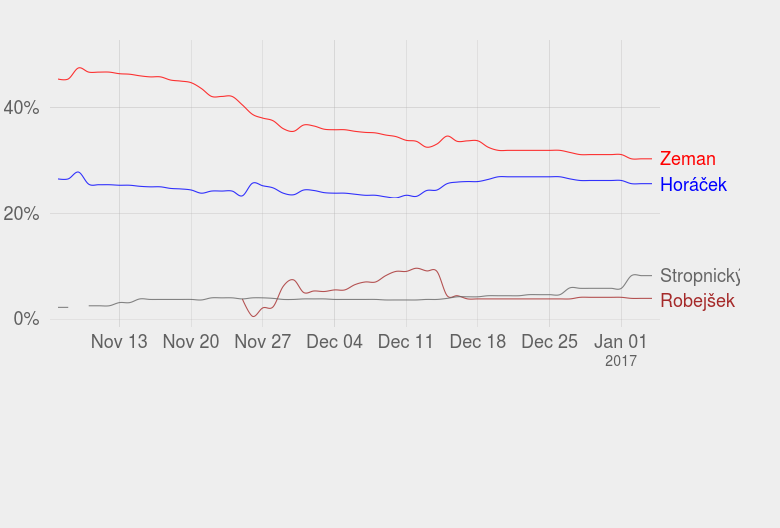 40%
20%
0%
Zeman
Horáček
Stropnický
Robejšek
Nov 13 Nov 20 Nov 27 Dec 04 Dec 11 Dec 18 Dec 25 Jan 01
2017